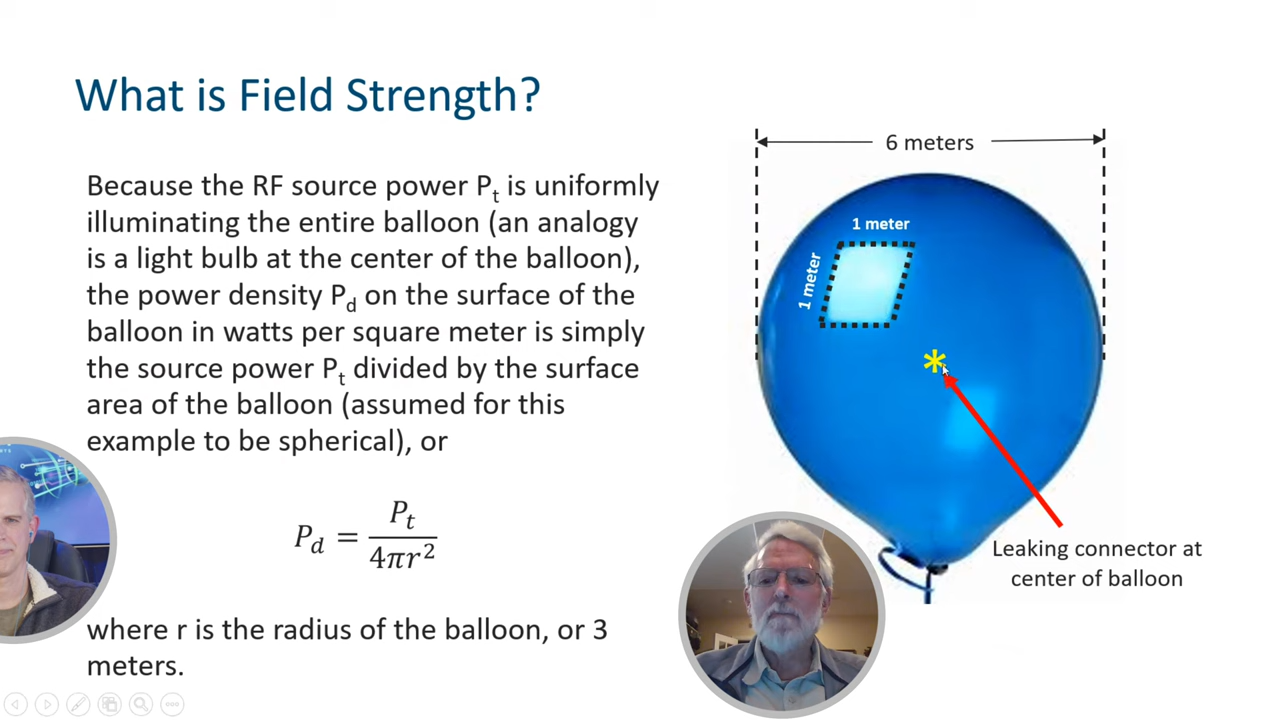 What is Field Strength?
6 meters
Because the RF source power Pt is uniformly
illuminating the entire balloon (an analogy
is a light bulb at the center of the balloon),
the power density Pd on the surface of the
balloon in watts per square meter is simply
the source power Pt divided by the surface
area of the balloon (assumed for this
example to be spherical), or
Pd = Pt / 4πr²
where r is the radius of the balloon, or 3
meters.
1 meter
1 meter
*
Leaking connector at
center of balloon